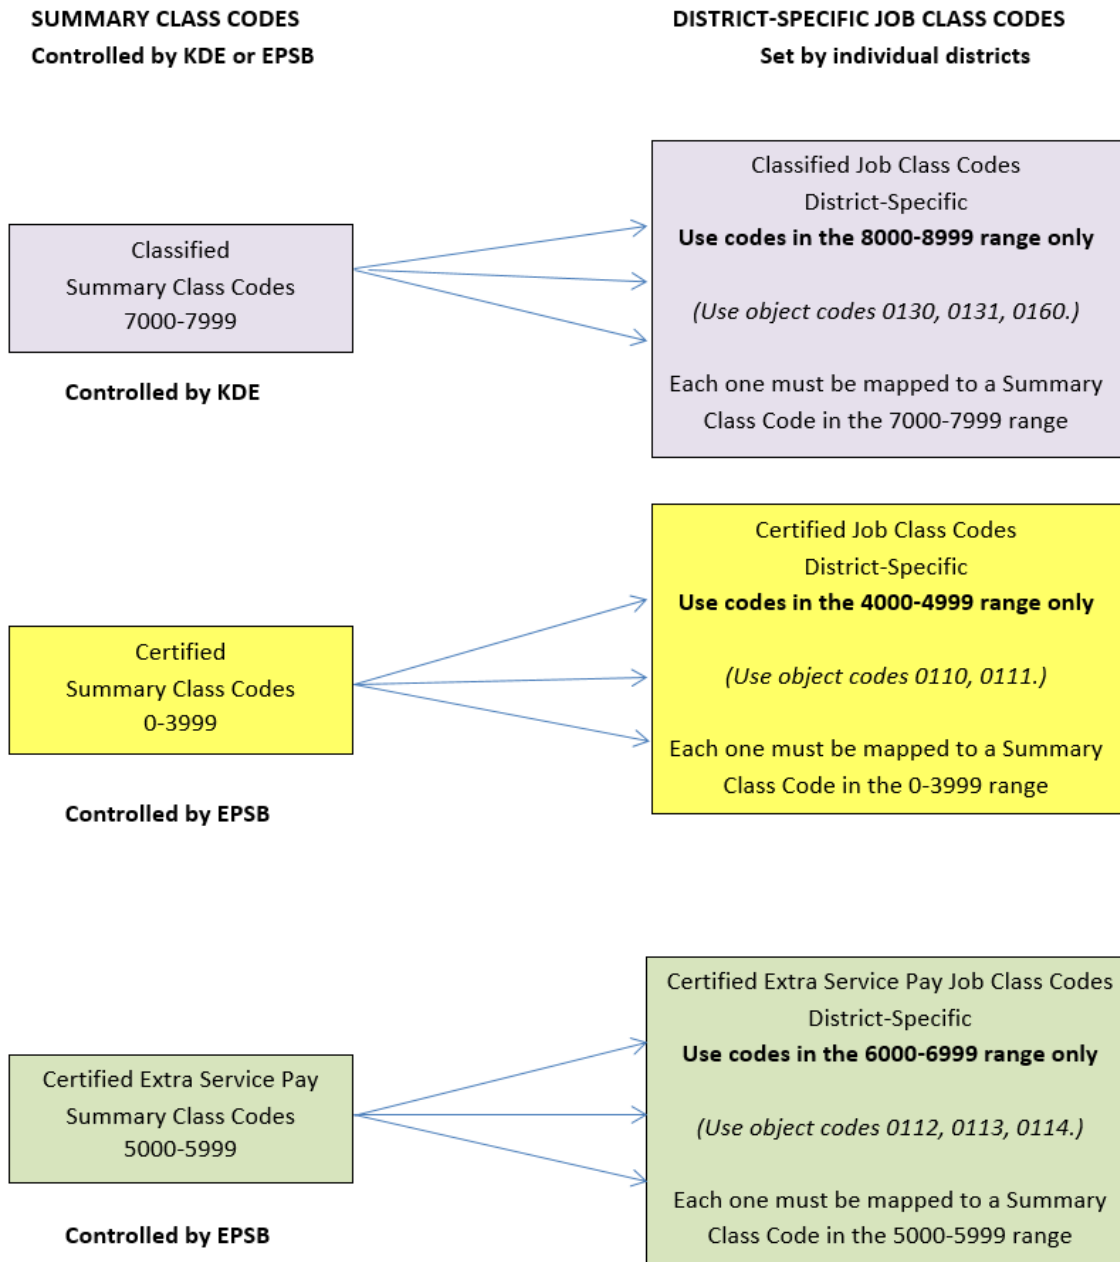 SUMMARY CLASS CODES
Controlled by KDE or EPSB
DISTRICT-SPECIFIC JOB CLASS CODES
Set by individual districts
Classified
Summary Class Codes
7000-7999
Controlled by KDE
Classified Job Class Codes
District-Specific
Use codes in the 8000-8999 range only
(Use object codes 0130, 0131, 0160.)
Each one must be mapped to a Summary
Class Code in the 7000-7999 range
Certified
Summary Class Codes
0-3999
Controlled by EPSB
Certified Job Class Codes
District-Specific
Use codes in the 4000-4999 range only
(Use object codes 0110, 0111.)
Each one must be mapped to a Summary
Class Code in the 0-3999 range
Certified Extra Service Pay
Summary Class Codes
5000-5999
Controlled by EPSB
Certified Extra Service Pay Job Class Codes
District-Specific
Use codes in the 6000-6999 range only
(Use object codes 0112, 0113, 0114.)
Each one must be mapped to a Summary
Class Code in the 5000-5999 range